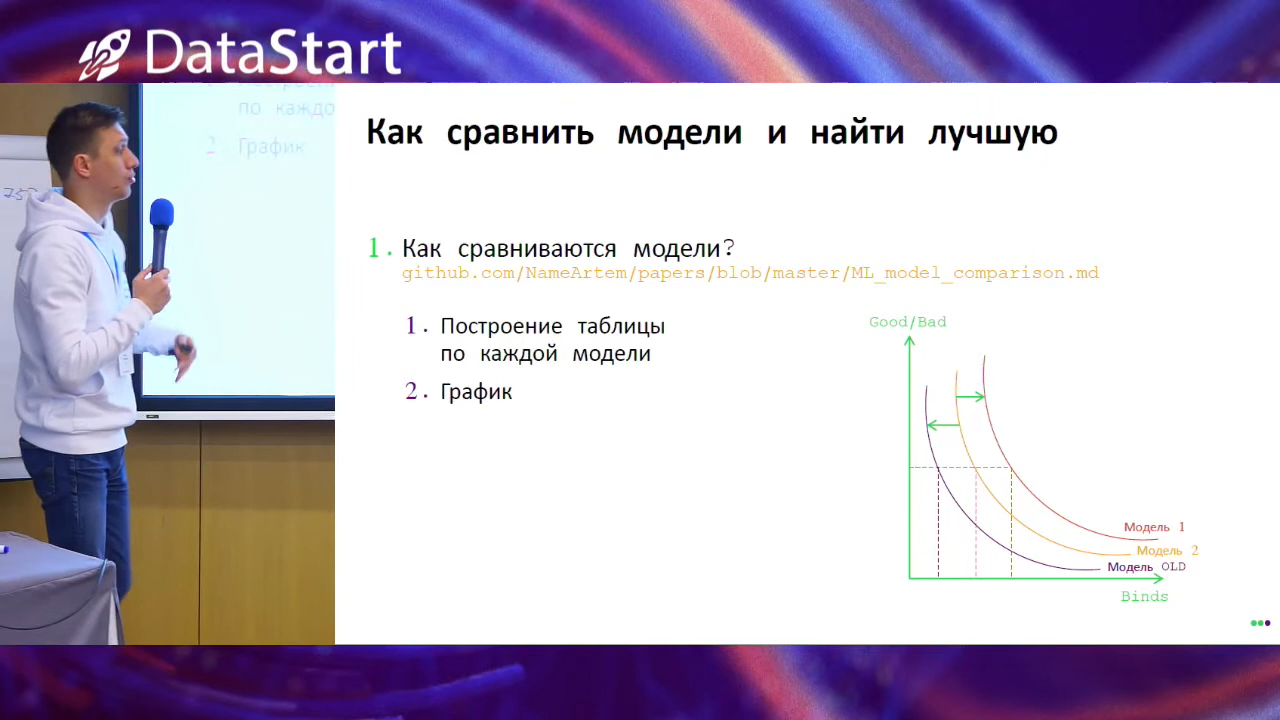 DataStart
по каждо
2. График
Как сравнить модели и найти лучшую
1. Как сравниваются модели?
github.com/NameArtem/papers/blob/master/ML_model_comparison.md
1. Построение таблицы
по каждой модели
2. График
Good/Bad
Модель 1
Модель 2
Модель OLD
Binds